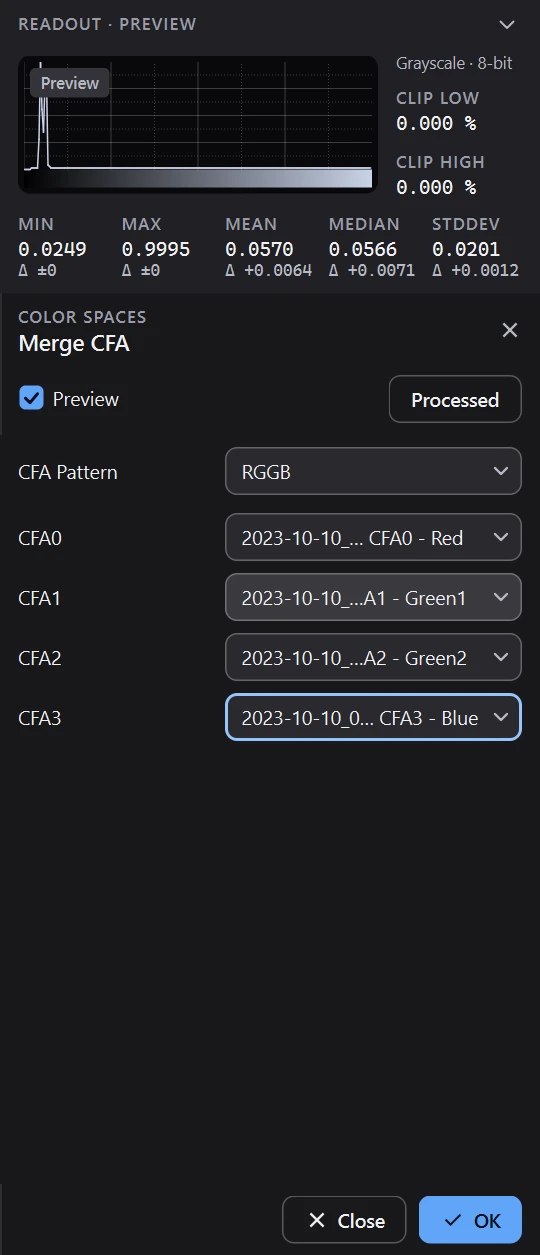 READOUT · PREVIEW
Preview
Grayscale · 8-bit
CLIP LOW
0.000 %
CLIP HIGH
0.000 %
MIN MAX MEAN MEDIAN STDDEV
0.0249 0.9995 0.0570 0.0566 0.0201
Δ ±0 Δ ±0 Δ +0.0064 Δ +0.0071 Δ +0.0012
COLOR SPACES
Merge CFA
Preview Processed
CFA Pattern RGGB
CFA0 2023-10-10_... CFA0 - Red
CFA1 2023-10-10_...A1 - Green1
CFA2 2023-10-10_...A2 - Green2
CFA3 2023-10-10_0... CFA3 - Blue
Close OK